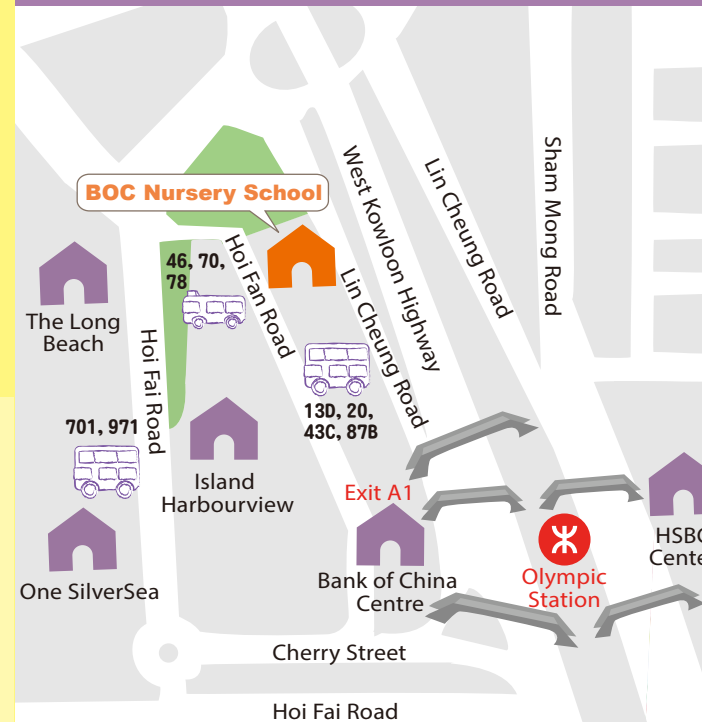 BOC Nursery School
West Kowloon Highway
Lin Cheung Road
Sham Mong Road
46, 70,
78
Hoi Fan Road
Lin Cheung Road
The Long
Beach
Hoi Fai Road
13D, 20,
43C, 87B
701, 971
Island
Harbourview
Exit A1
One SilverSea
Bank of China
Centre
Olympic
Station
HSBC
Cente
Cherry Street
Hoi Fai Road